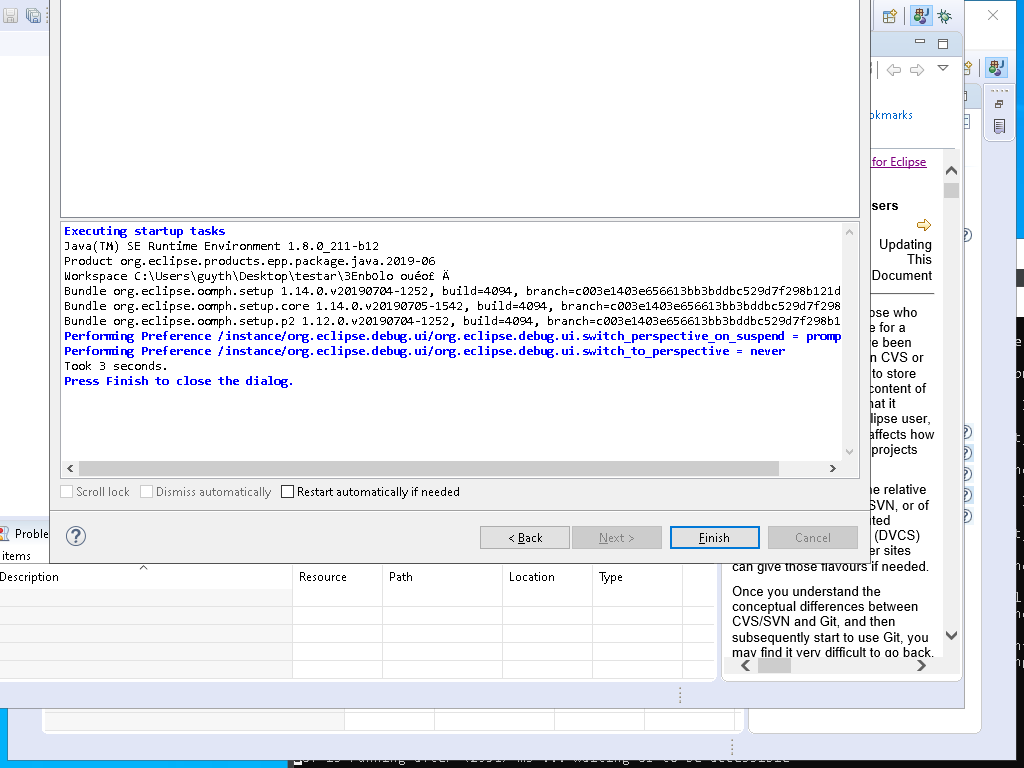 okmarks
for Eclipse
sers
Updating
This
Document
Executing startup tasks
Java(TM) SE Runtime Environment 1.8.0_211-b12
Product org.eclipse.products.epp.package.java.2019-06
Workspace C:\Users\guyth\Desktop\testar\3Enb0lo ouéo£ Ä
Bundle org.eclipse.oomph.setup 1.14.0.v20190704-1252, build=4094, branch=c003e1403e656613bb3bddbc529d7f298b121d
Bundle org.eclipse.oomph.setup.core 1.14.0.v20190705-1542, build=4094, branch=c003e1403e656613bb3bddbc529d7f298
Bundle org.eclipse.oomph.setup.p2 1.12.0.v20190704-1252, build=4094, branch=c003e1403e656613bb3bddbc529d7f298b1
Performing Preference /instance/org.eclipse.debug.ui/org.eclipse.debug.ui.switch_perspective_on_suspend = promp
Performing Preference /instance/org.eclipse.debug.ui/org.eclipse.debug.ui.switch_to_perspective = never
Took 3 seconds.
Press Finish to close the dialog.
ose who
e for a
e been
n CVS or
to store
content of
hat it
lipse user,
affects how
projects
he relative
SVN, or of
ted
(DVCS)
er sites
can give those flavours if needed.
Once you understand the
conceptual differences between
CVS/SVN and Git, and then
subsequently start to use Git, you
may find it very difficult to go back.
Scroll lock
Dismiss automatically
Restart automatically if needed
< Back
Next >
Finish
Cancel
Proble
items
Description
Resource
Path
Location
Type